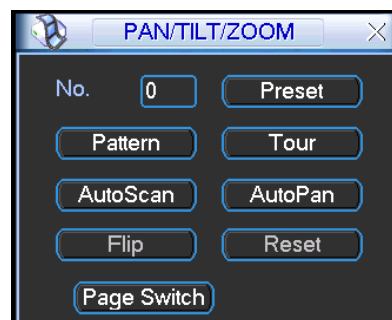 PAN/TILT/ZOOM
No. 0 Preset
Pattern Tour
AutoScan AutoPan
Flip Reset
Page Switch